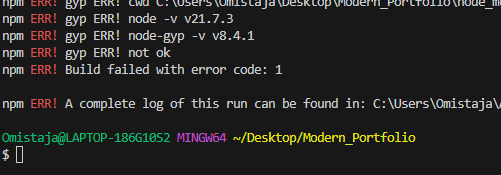 npm ERR! gyp ERR! cwd C:\Users\Omistaja\Desktop\Modern_Portfolio\node_m
npm ERR! gyp ERR! node -v v21.7.3
npm ERR! gyp ERR! node-gyp -v v8.4.1
npm ERR! gyp ERR! not ok
npm ERR! Build failed with error code: 1
npm ERR! A complete log of this run can be found in: C:\Users\Omistaja\
Omistaja@LAPTOP-186G10S2 MINGW64 ~/Desktop/Modern_Portfolio
$